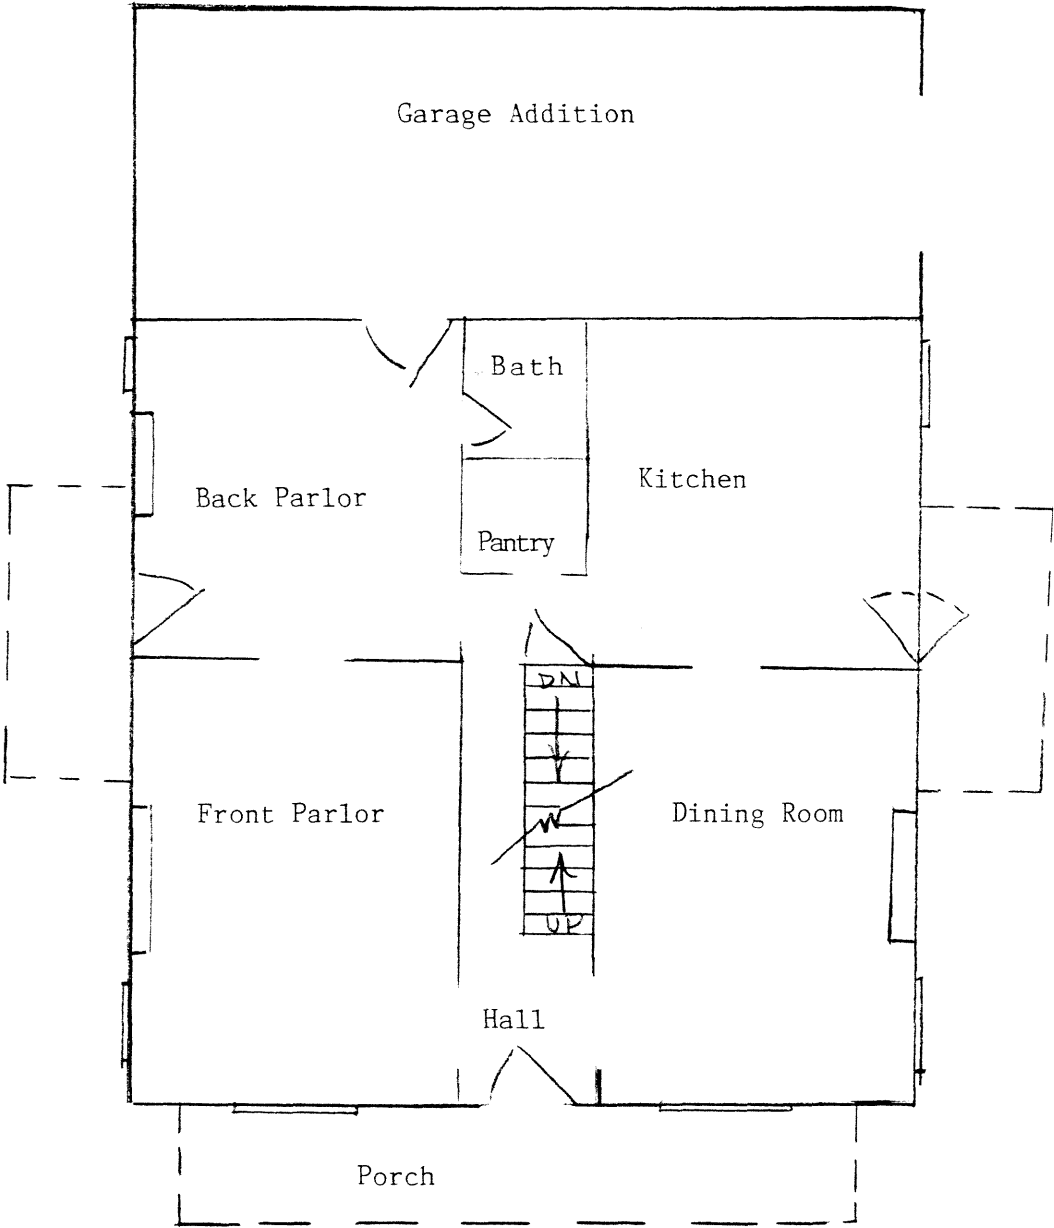 Garage Addition
Bath
Kitchen
Back Parlor
Pantry
DN
Front Parlor
Dining Room
UP
Hall
Porch